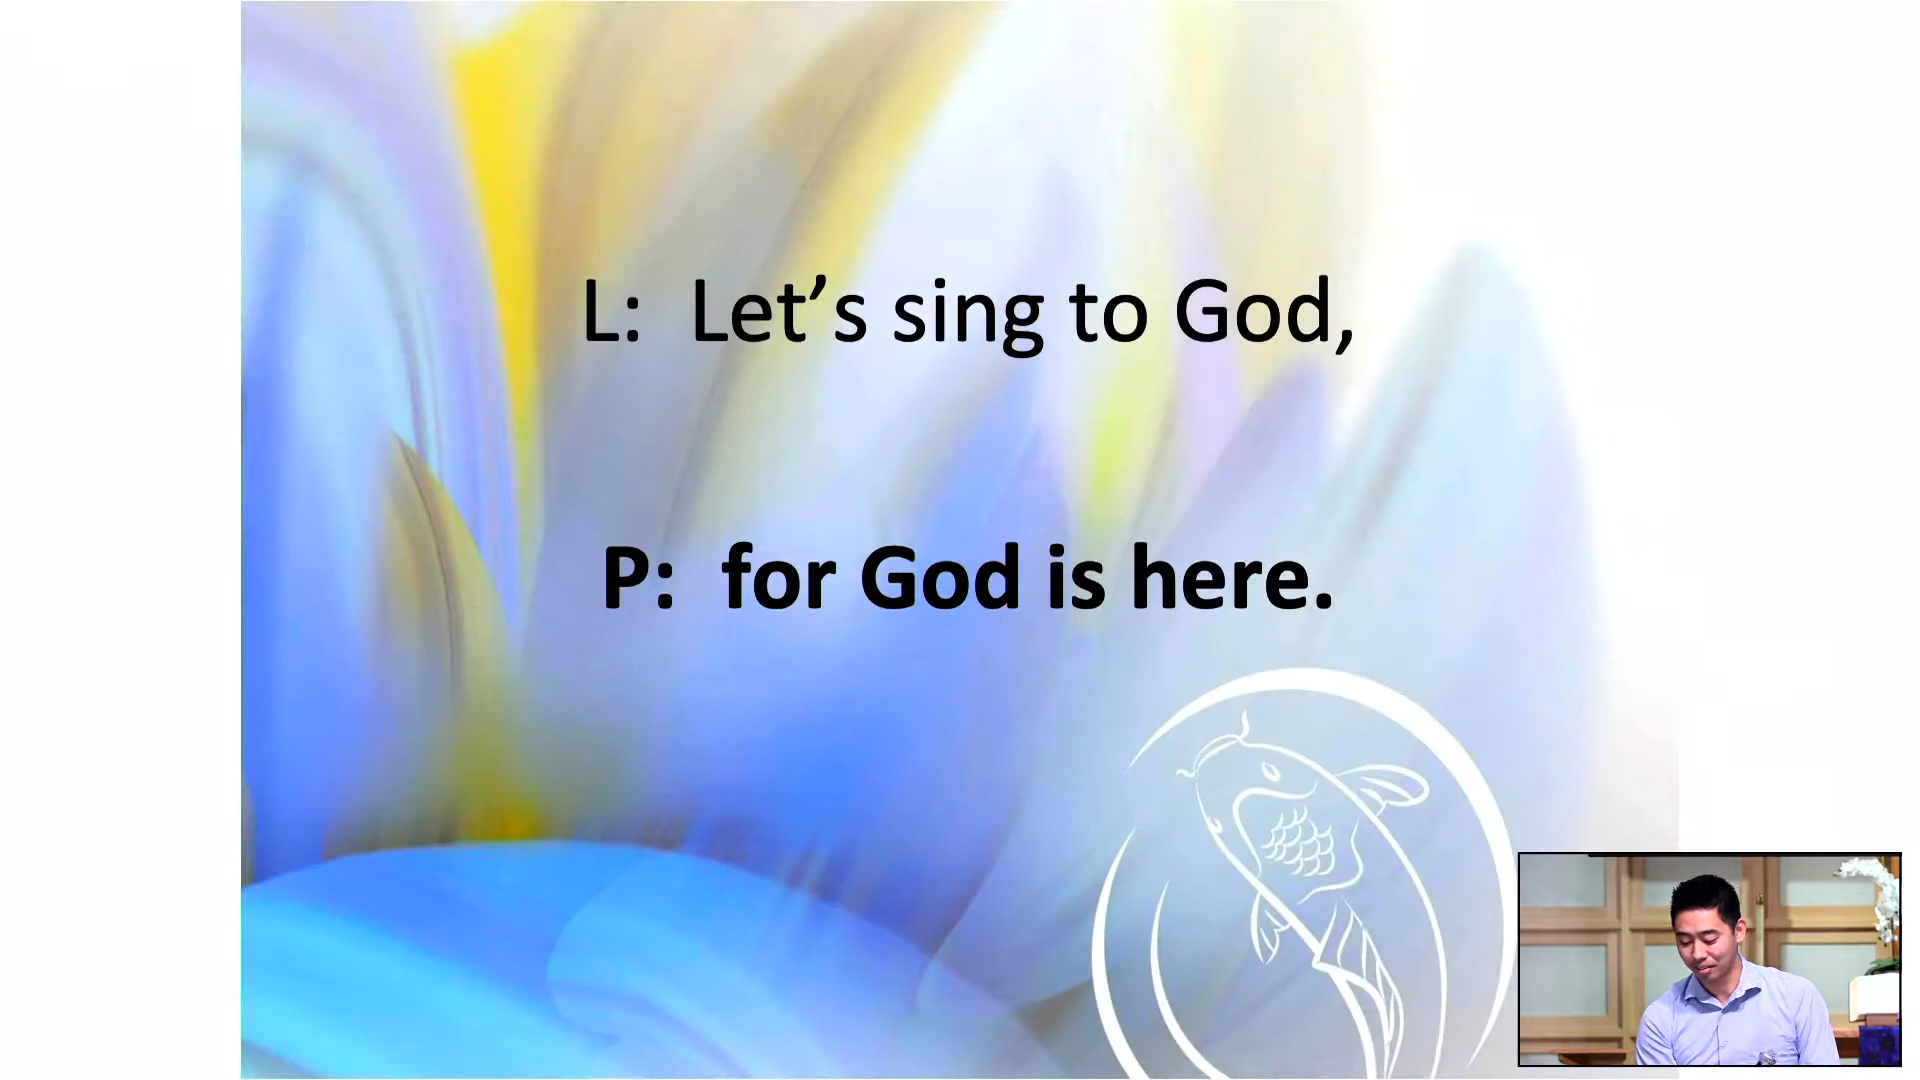 L:  Let’s sing to God,
P:  for God is here.